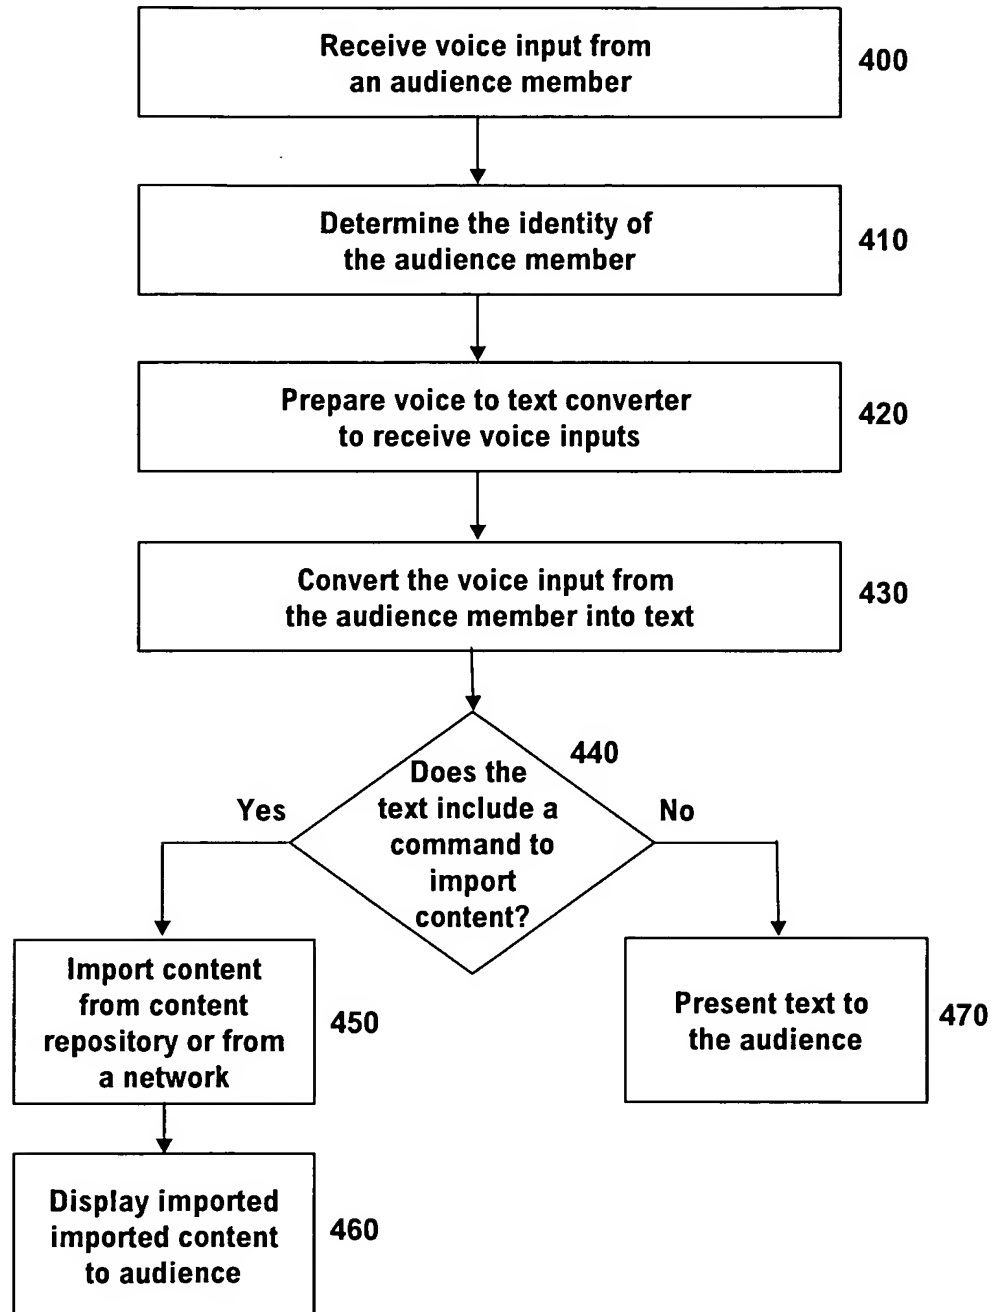 Receive voice input from
an audience member
400
Determine the identity of
the audience member
410
Prepare voice to text converter
to receive voice inputs
420
Convert the voice input from
the audience member into text
430
440
Does the
text include a
command to
import
content?
Yes
No
Import content
from content
repository or from
a network
450
Present text to
the audience
470
Display imported
imported content
to audience
460